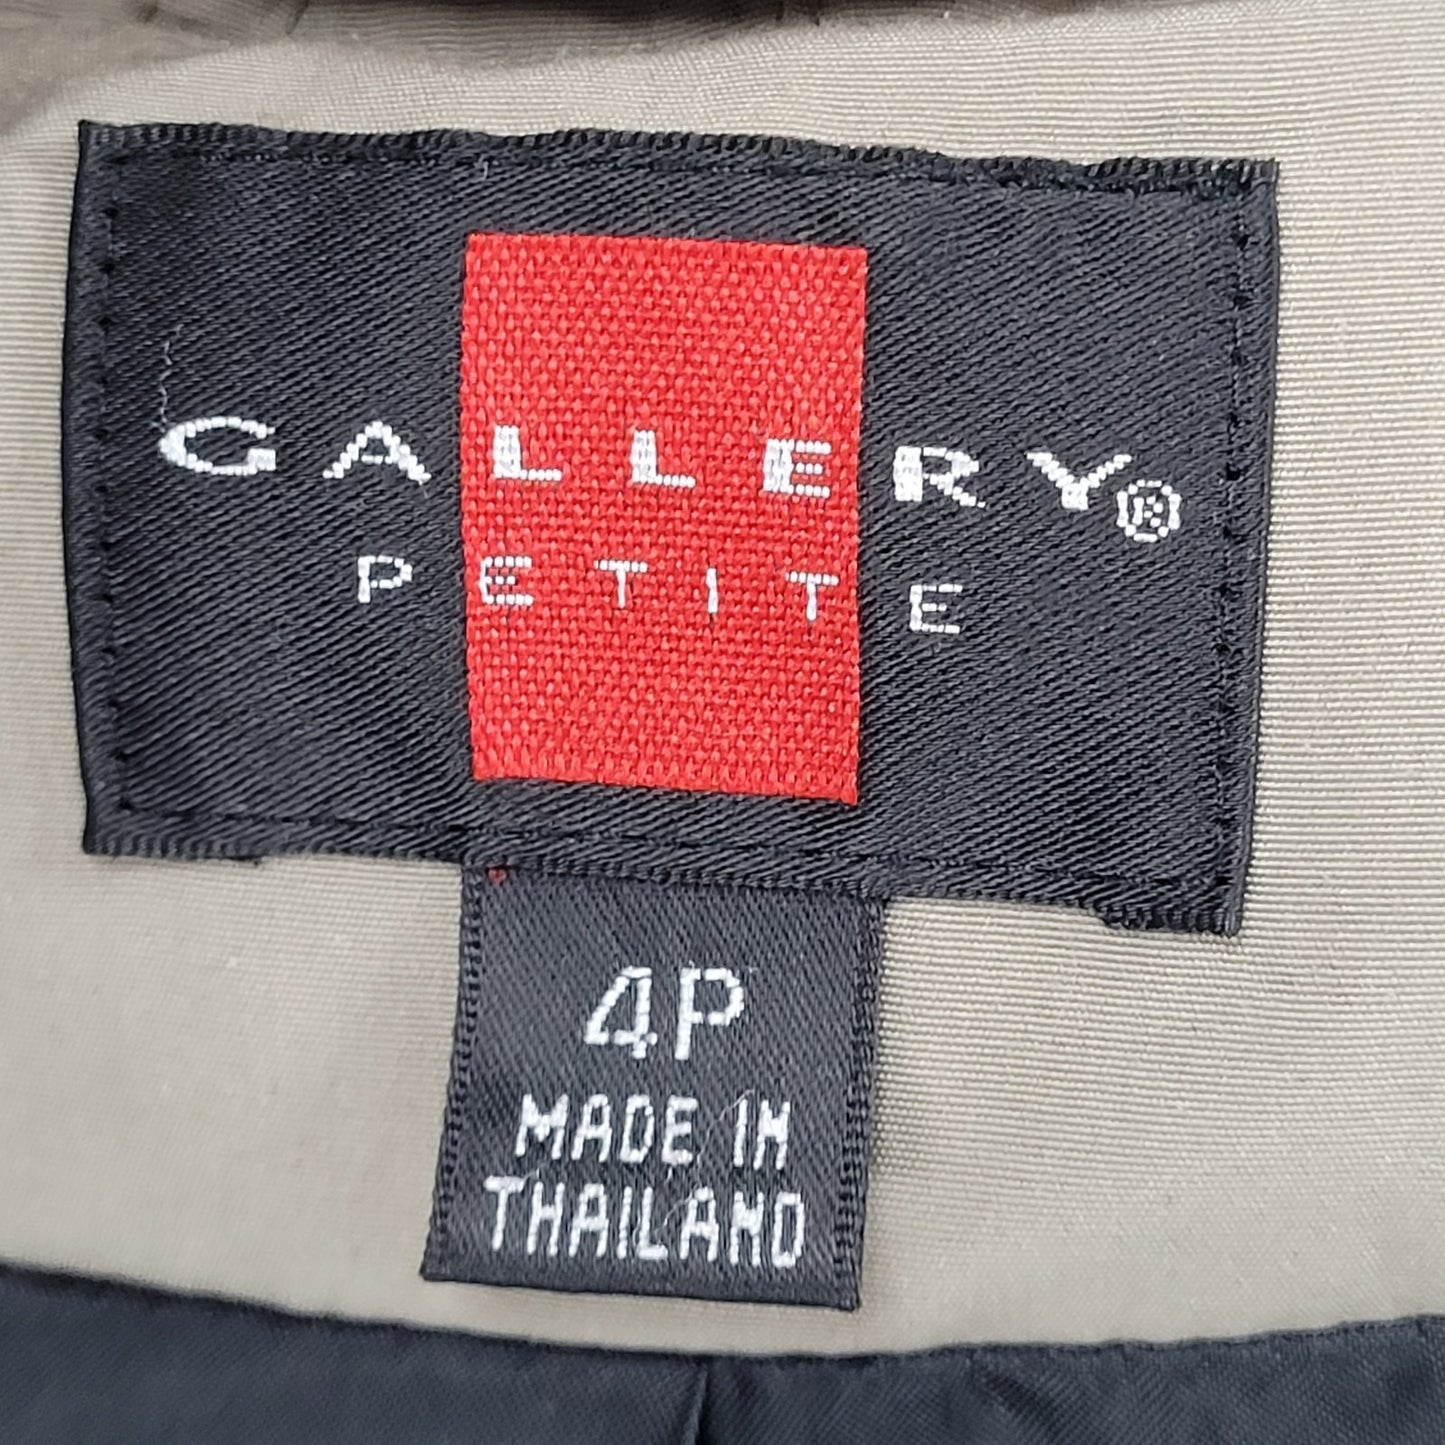 GALLERY®
PETITE
4P
MADE IN
THAILAND